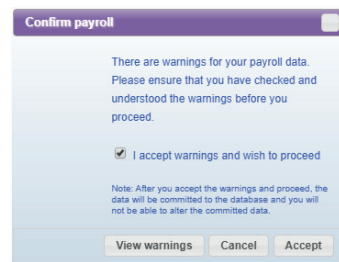 Confirm payroll
There are warnings for your payroll data.
Please ensure that you have checked and
understood the warnings before you
proceed.
I accept warnings and wish to proceed
Note: After you accept the warnings and proceed, the
data will be committed to the database and you will
not be able to alter the committed data.
View warnings Cancel Accept